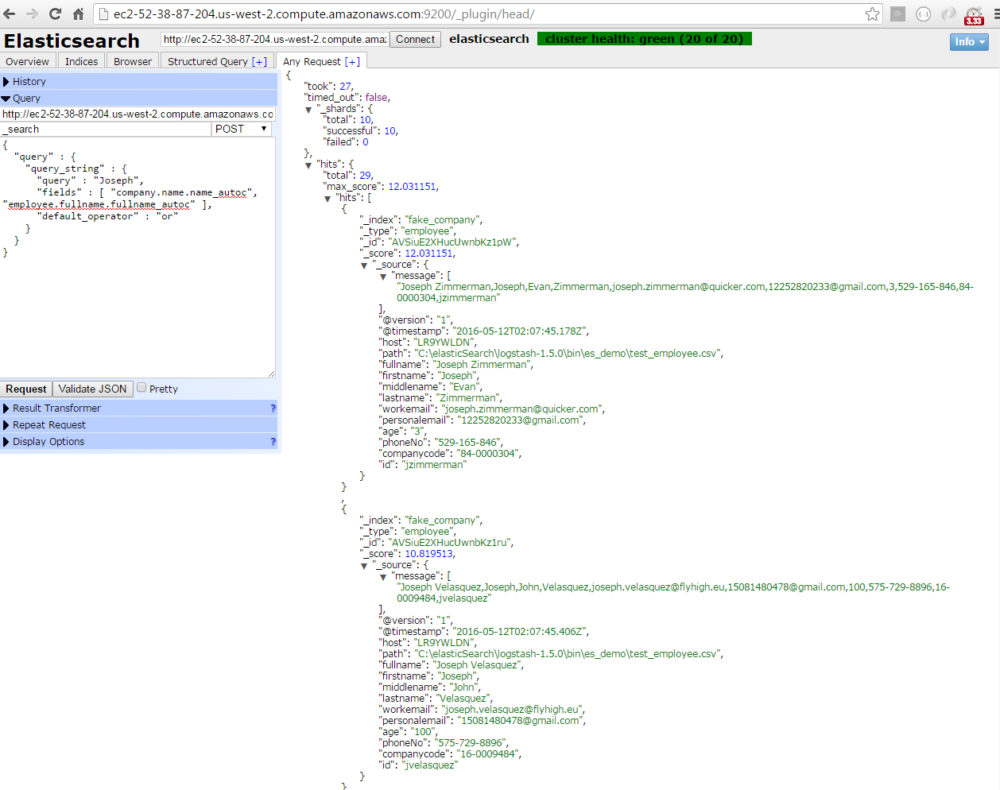 ec2-52-38-87-204.us-west-2.compute.amazonaws.com:9200/_plugin/head/
3.33
Elasticsearch
http://ec2-52-38-87-204.us-west-2.compute.amaz
Connect
elasticsearch
cluster health: green (20 of 20)
Info
Overview
Indices
Browser
Structured Query [+]
Any Request [+]
History
Query
http://ec2-52-38-87-204.us-west-2.compute.amazonaws.co
_search
POST
{
"query" : {
"query_string" : {
"query" : "Joseph",
"fields" : [ "company.name.name_autoc",
"employee.fullname.fullname_autoc" ],
"default_operator" : "or"
}
}
}
Request
Validate JSON
Pretty
Result Transformer ?
Repeat Request
Display Options ?
{
"took": 27,
"timed_out": false,
"_shards": {
"total": 10,
"successful": 10,
"failed": 0
},
"hits": {
"total": 29,
"max_score": 12.031151,
"hits": [
{
"_index": "fake_company",
"_type": "employee",
"_id": "AVSiuE2XHucUwnbKz1pW",
"_score": 12.031151,
"_source": {
"message": [
"Joseph Zimmerman,Joseph,Evan,Zimmerman,joseph.zimmerman@quicker.com,12252820233@gmail.com,3,529-165-846,84-
0000304,jzimmerman"
],
"@version": "1",
"@timestamp": "2016-05-12T02:07:45.178Z",
"host": "LR9YWLDN",
"path": "C:\elasticSearch\logstash-1.5.0\bin\es_demo\test_employee.csv",
"fullname": "Joseph Zimmerman",
"firstname": "Joseph",
"middlename": "Evan",
"lastname": "Zimmerman",
"workemail": "joseph.zimmerman@quicker.com",
"personalemail": "12252820233@gmail.com",
"age": "3",
"phoneNo": "529-165-846",
"companycode": "84-0000304",
"id": "jzimmerman"
}
}
,
{
"_index": "fake_company",
"_type": "employee",
"_id": "AVSiuE2XHucUwnbKz1ru",
"_score": 10.819513,
"_source": {
"message": [
"Joseph Velasquez,Joseph,John,Velasquez,joseph.velasquez@flyhigh.eu,15081480478@gmail.com,100,575-729-8896,16-
0009484,jvelasquez"
],
"@version": "1",
"@timestamp": "2016-05-12T02:07:45.406Z",
"host": "LR9YWLDN",
"path": "C:\elasticSearch\logstash-1.5.0\bin\es_demo\test_employee.csv",
"fullname": "Joseph Velasquez",
"firstname": "Joseph",
"middlename": "John",
"lastname": "Velasquez",
"workemail": "joseph.velasquez@flyhigh.eu",
"personalemail": "15081480478@gmail.com",
"age": "100",
"phoneNo": "575-729-8896",
"companycode": "16-0009484",
"id": "jvelasquez"
}
}